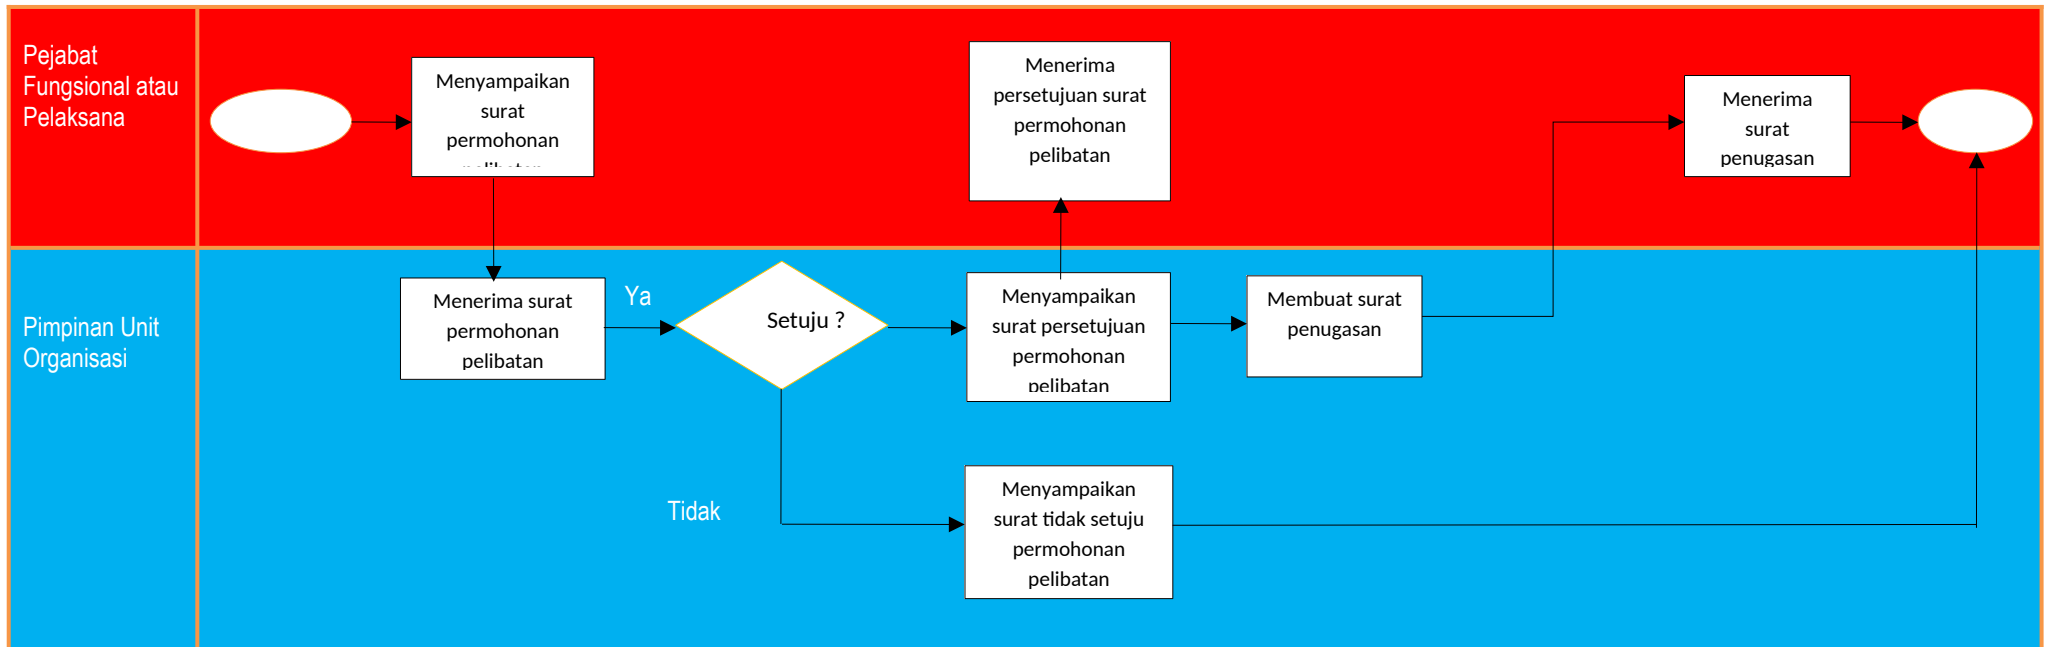 Pejabat
Fungsional atau
Pelaksana
Menyampaikan
surat
permohonan
pelibatan
Menerima
persetujuan surat
permohonan
pelibatan
Menerima
surat
penugasan
Pimpinan Unit
Organisasi
Menerima surat
permohonan
pelibatan
Ya
Setuju ?
Menyampaikan
surat persetujuan
permohonan
pelibatan
Membuat surat
penugasan
Tidak
Menyampaikan
surat tidak setuju
permohonan
pelibatan